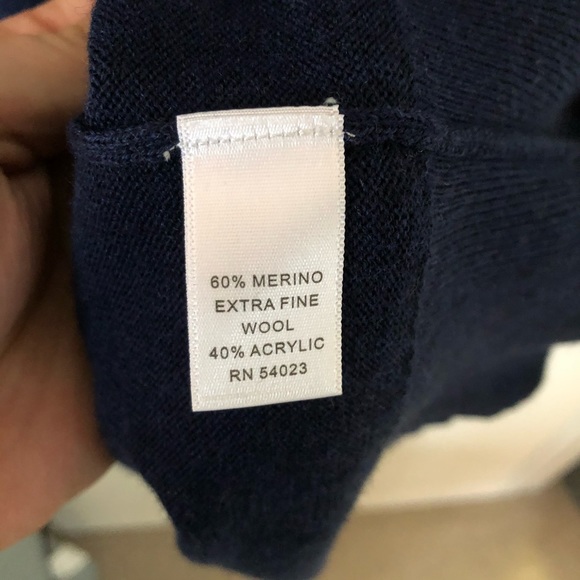 60% MERINO
EXTRA FINE
WOOL
40% ACRYLIC
RN 54023